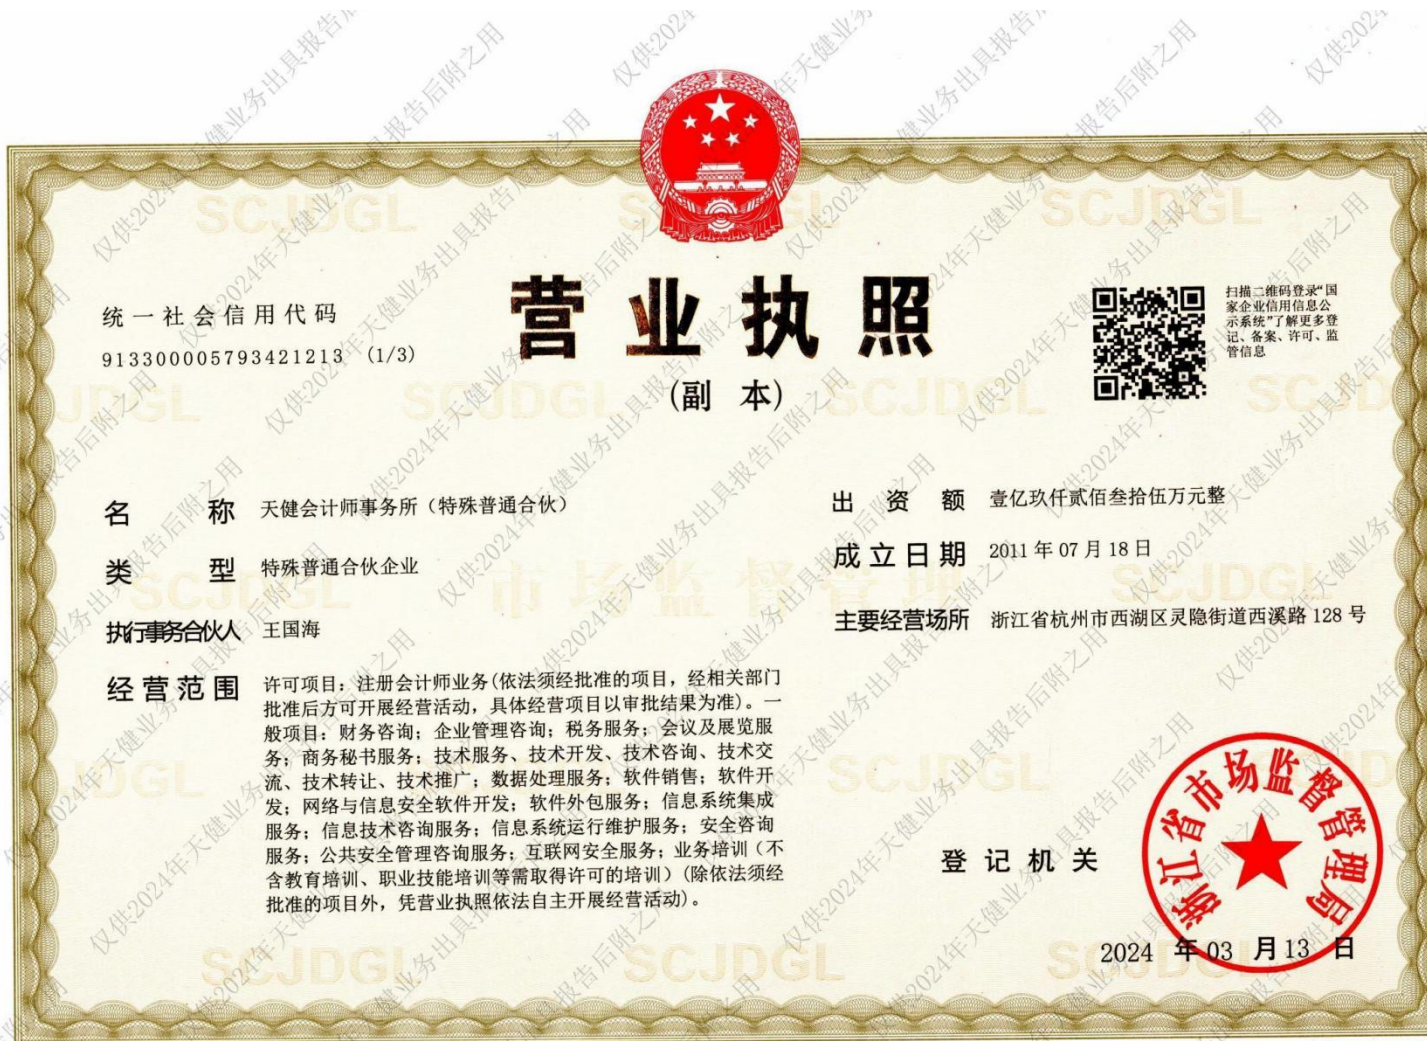 营业执照
(副 本)
统一社会信用代码
913300005793421213 (1/3)
扫描二维码登录“国
家企业信用信息公
示系统”了解更多登
记、备案、许可、监
管信息
名 称 天健会计师事务所（特殊普通合伙）
类 型 特殊普通合伙企业
执行事务合伙人 王国海
经营范围 许可项目：注册会计师业务(依法须经批准的项目，经相关部门
批准后方可开展经营活动，具体经营项目以审批结果为准)。一
般项目：财务咨询；企业管理咨询；税务服务；会议及展览服
务；商务秘书服务；技术服务、技术开发、技术咨询、技术交
流、技术转让、技术推广；数据处理服务；软件销售；软件开
发；网络与信息安全软件开发；软件外包服务；信息系统集成
服务；信息技术咨询服务；信息系统运行维护服务；安全咨询
服务；公共安全管理咨询服务；互联网安全服务；业务培训（不
含教育培训、职业技能培训等需取得许可的培训）(除依法须经
批准的项目外，凭营业执照依法自主开展经营活动)。
出 资 额 壹亿玖仟贰佰叁拾伍万元整
成立日期 2011 年 07 月 18 日
主要经营场所 浙江省杭州市西湖区灵隐街道西溪路 128 号
登记机关
浙江省市场监督管理局
2024 年 03 月 13 日
SCJDGL
市场监督管理
仅供2024年天健业务出具报告后附之用